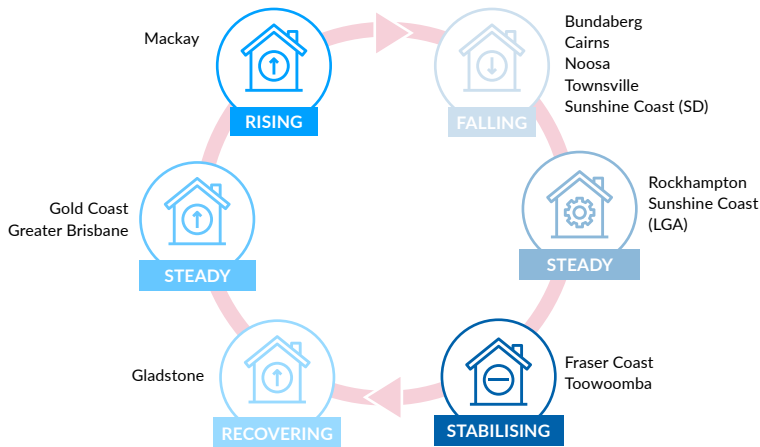 Mackay
RISING
Bundaberg
Cairns
Noosa
Townsville
Sunshine Coast (SD)
FALLING
Rockhampton
Sunshine Coast
(LGA)
STEADY
Fraser Coast
Toowoomba
STABILISING
Gladstone
RECOVERING
Gold Coast
Greater Brisbane
STEADY